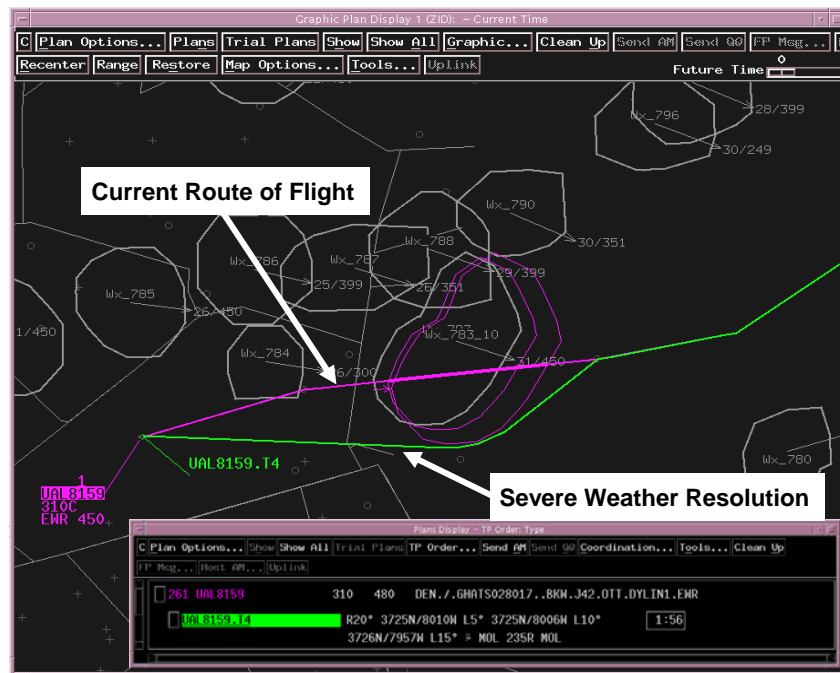 Graphic Plan Display 1 (ZID): - Current Time
C Plan Options... Plans Trial Plans Show Show All Graphic... Clean Up Send AM Send QQ FP Msg...
Recenter Range Restore Map Options... Tools... Uplink Future Time 0
28/399
Wx_796
30/249
Current Route of Flight
Wx_790
30/351
Wx_788
29/399
Wx_786
Wx_787
25/399
26/351
Wx_785
26/450
1/450
Wx_783_10
31/450
Wx_784
26/300
UAL8159.T4
Wx_780
1
UAL8159
310C
EWR 450
Severe Weather Resolution
Plans Display - TP Order: Type
C Plan Options... Show Show All Trial Plans TP Order... Send AM Send QQ Coordination... Tools... Clean Up
FP Msg... Host AM... Uplink
261 UAL8159 310 480 DEN./.GHATS028017..BKW.J42.OTT.DYLIN1.EWR
UAL8159.T4 R20° 3725N/8010W L5° 3725N/8006W L10° 1:56
3726N/7957W L15° MOL 235R MOL